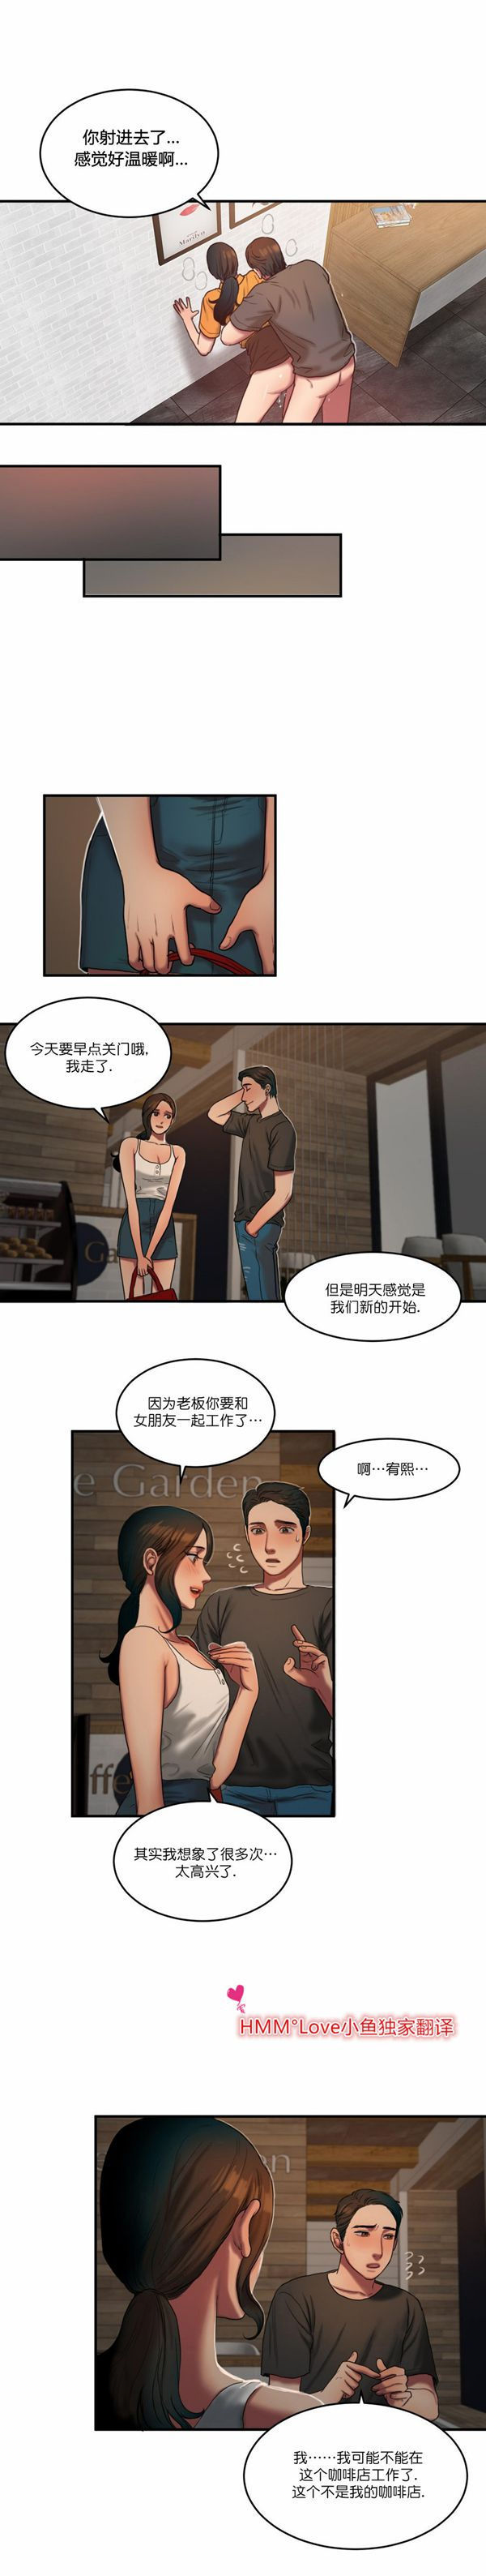 你射进去了...
感觉好温暖啊...
Marilyn
今天要早点关门哦,
我走了.
Ga
但是明天感觉是
我们新的开始.
因为老板你要和
女朋友一起工作了…
啊…宥熙…
e Garden
ffe
其实我想象了很多次…
太高兴了.
HMM°Love小鱼独家翻译
en
我……我可能不能在
这个咖啡店工作了.
这个不是我的咖啡店.